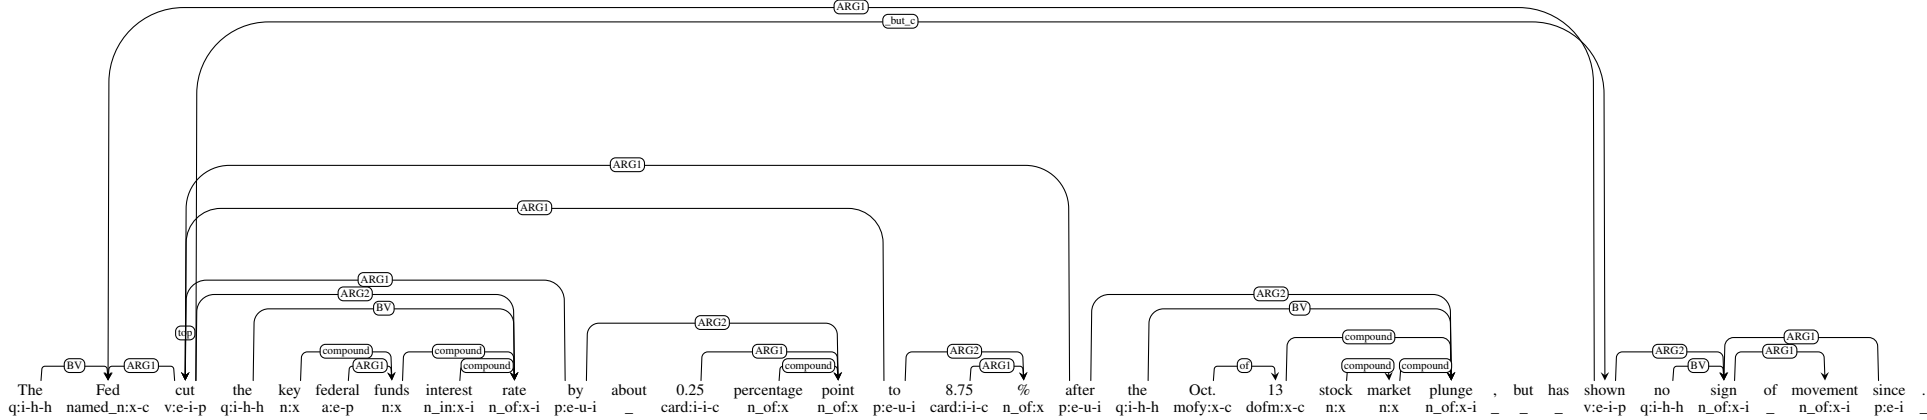 ARG1
_but_c
ARG1
ARG1
ARG1
ARG2 ARG2
BV BV
ARG2
top
compound
compound compound ARG1 ARG2 ARG2 ARG1
BV ARG1 ARG1 compound compound ARG1 of compound compound BV ARG1
The Fed cut the key federal funds interest rate by about 0.25 percentage point to 8.75 % after the Oct. 13 stock market plunge , but has shown no sign of movement since .
q:i-h-h named_n:x-c v:e-i-p q:i-h-h n:x a:e-p n:x n_in:x-i n_of:x-i p:e-u-i _ card:i-i-c n_of:x n_of:x p:e-u-i card:i-i-c n_of:x p:e-u-i q:i-h-h mofy:x-c dofm:x-c n:x n:x n_of:x-i _ _ _ v:e-i-p q:i-h-h n_of:x-i _ n_of:x-i p:e-i _